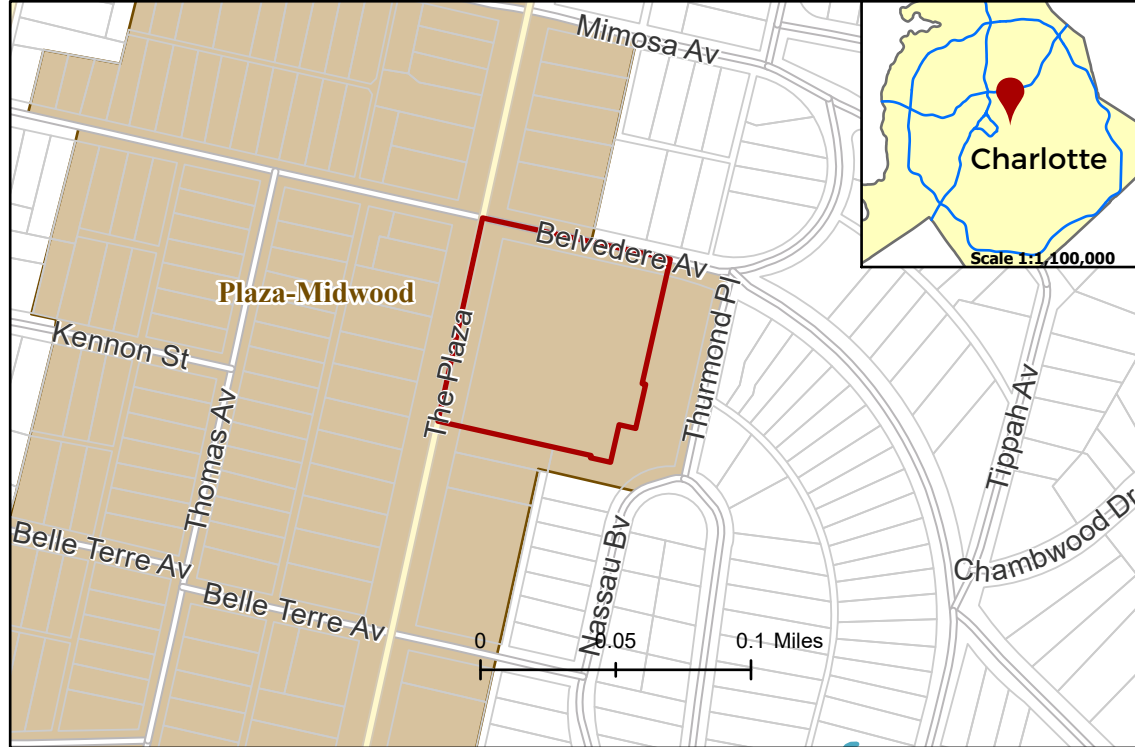 Mimosa Av
Charlotte
Scale 1:1,100,000
Belvedere Av
Plaza-Midwood
Thurmond Pl
The Plaza
Kennon St
Thomas Av
Tippah Av
Belle Terre Av
Chambwood Dr
Nassau Bv
Belle Terre Av
0 0.05 0.1 Miles